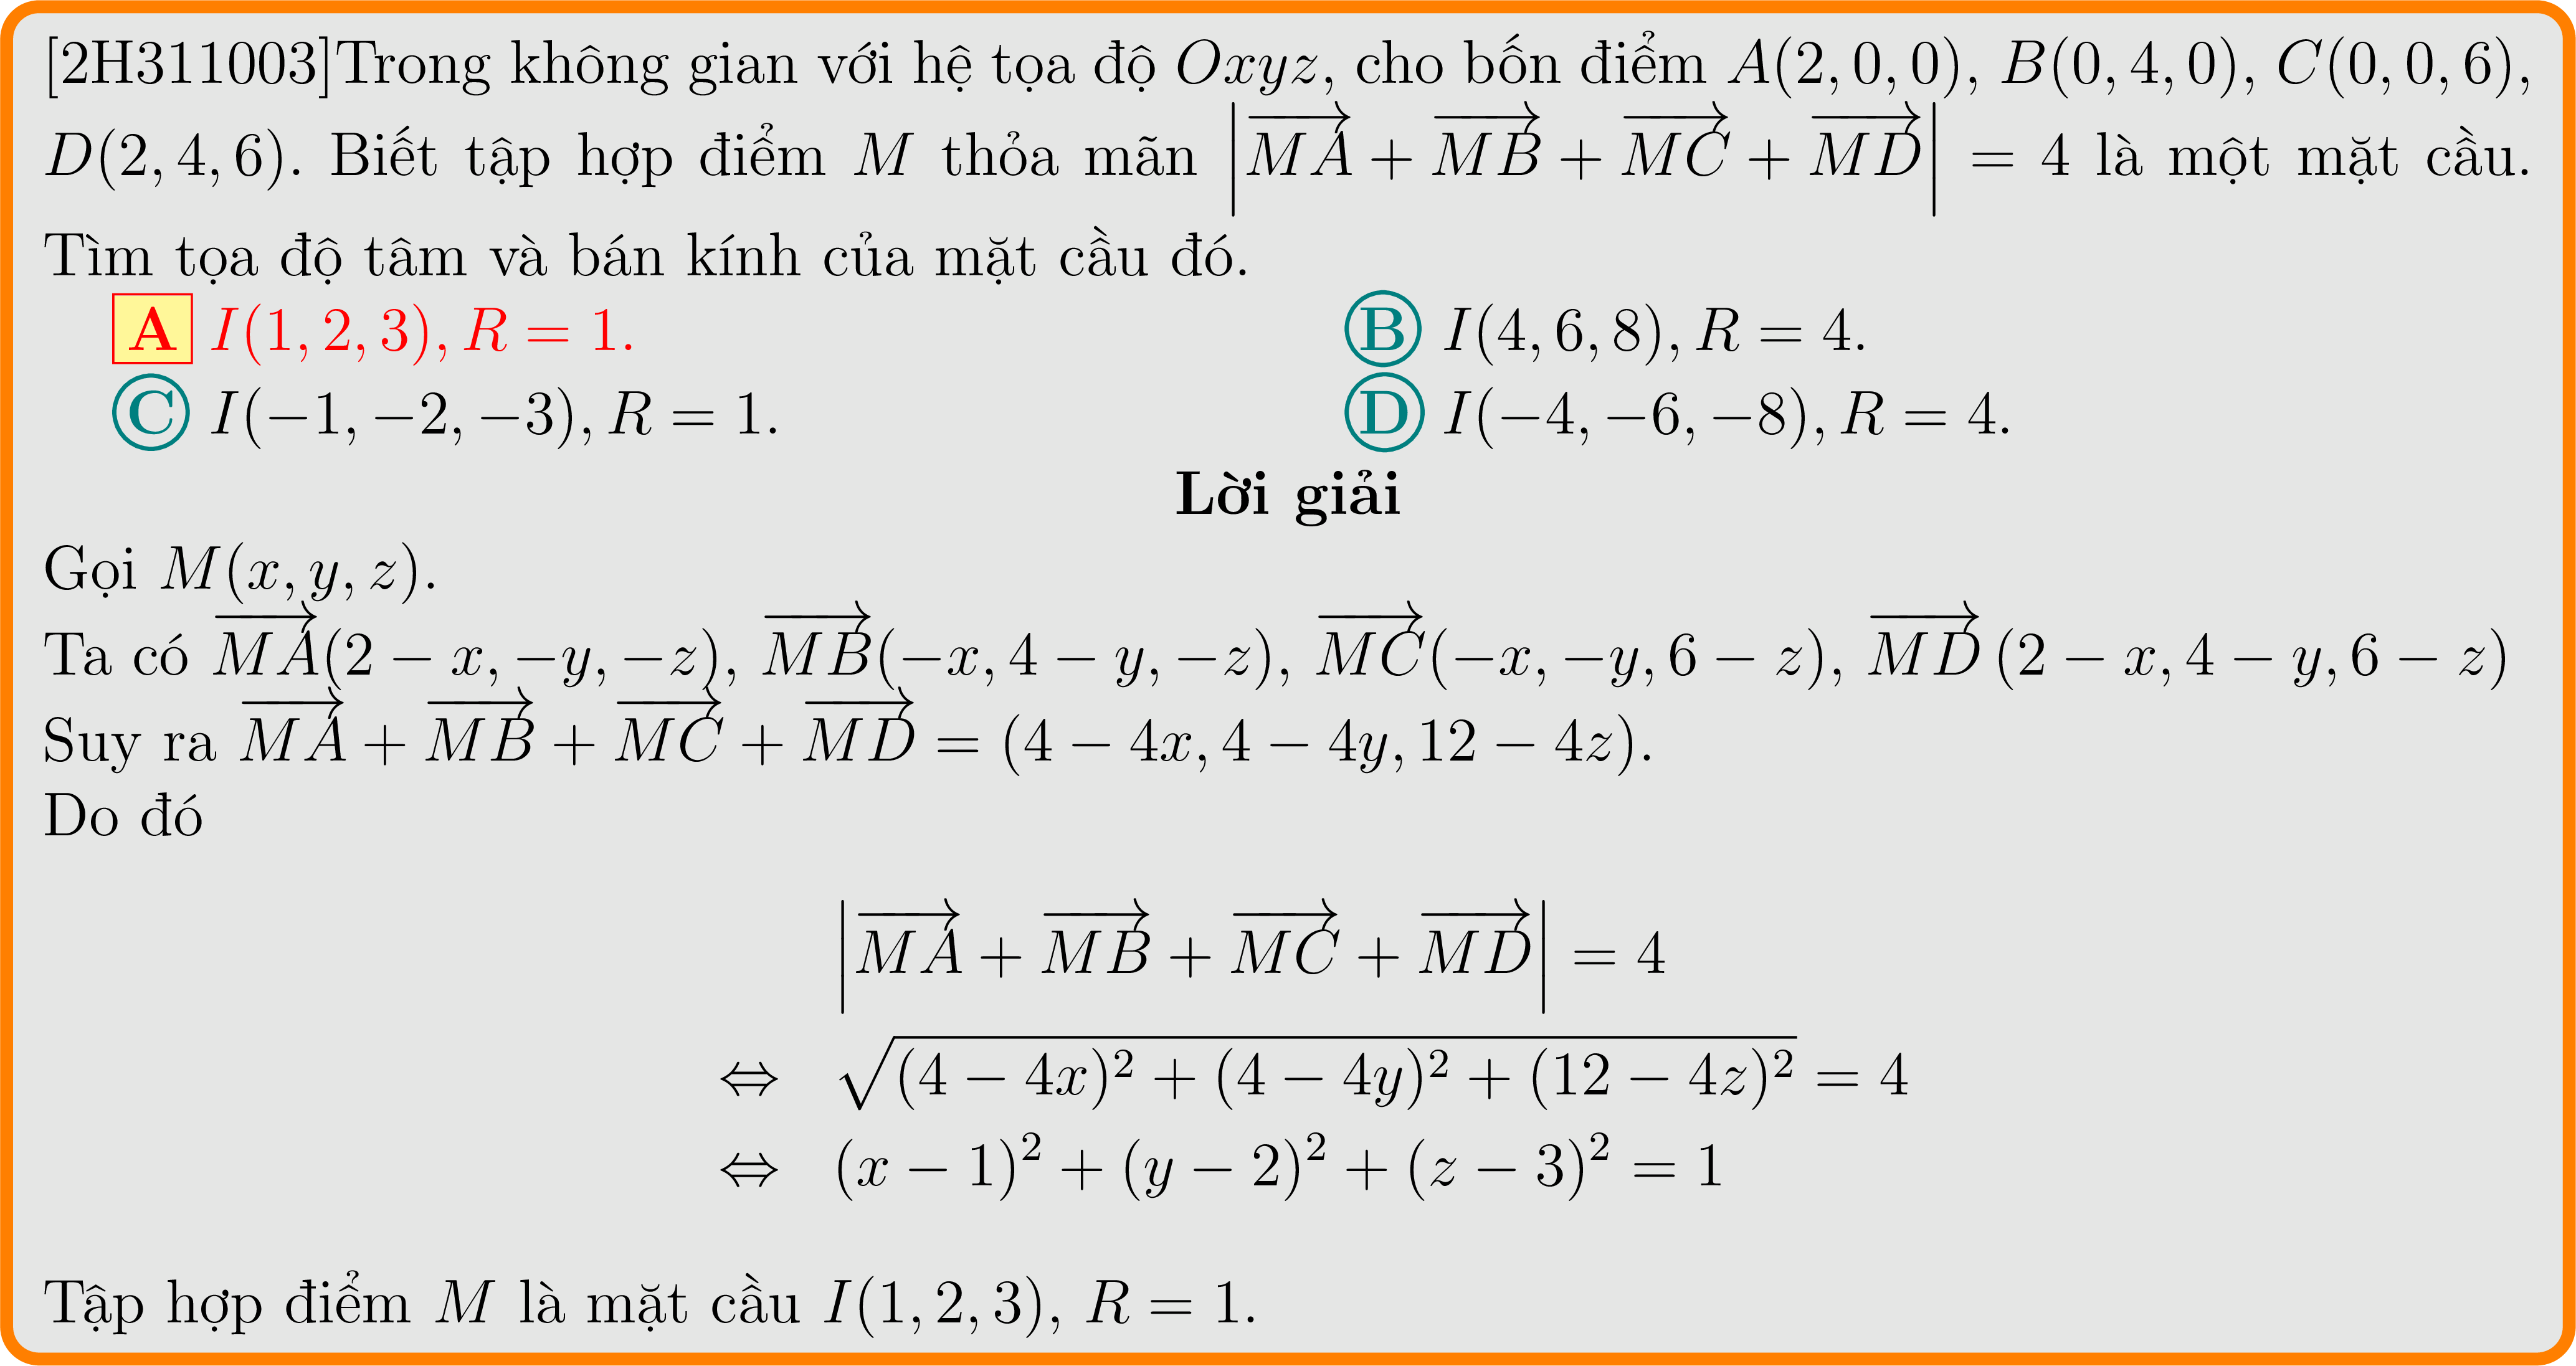 [2H311003]Trong không gian với hệ tọa độ Oxyz, cho bốn điểm A(2, 0, 0), B(0, 4, 0), C(0, 0, 6),
D(2, 4, 6). Biết tập hợp điểm M thỏa mãn |\overrightarrow{MA} + \overrightarrow{MB} + \overrightarrow{MC} + \overrightarrow{MD}| = 4 là một mặt cầu.
Tìm tọa độ tâm và bán kính của mặt cầu đó.
A I(1, 2, 3), R = 1. B I(4, 6, 8), R = 4.
C I(−1, −2, −3), R = 1. D I(−4, −6, −8), R = 4.
Lời giải
Gọi M(x, y, z).
Ta có \overrightarrow{MA}(2 − x, −y, −z), \overrightarrow{MB}(−x, 4 − y, −z), \overrightarrow{MC}(−x, −y, 6 − z), \overrightarrow{MD}(2 − x, 4 − y, 6 − z)
Suy ra \overrightarrow{MA} + \overrightarrow{MB} + \overrightarrow{MC} + \overrightarrow{MD} = (4 − 4x, 4 − 4y, 12 − 4z).
Do đó
|\overrightarrow{MA} + \overrightarrow{MB} + \overrightarrow{MC} + \overrightarrow{MD}| = 4
⇔ √((4 − 4x)² + (4 − 4y)² + (12 − 4z)²) = 4
⇔ (x − 1)² + (y − 2)² + (z − 3)² = 1
Tập hợp điểm M là mặt cầu I(1, 2, 3), R = 1.